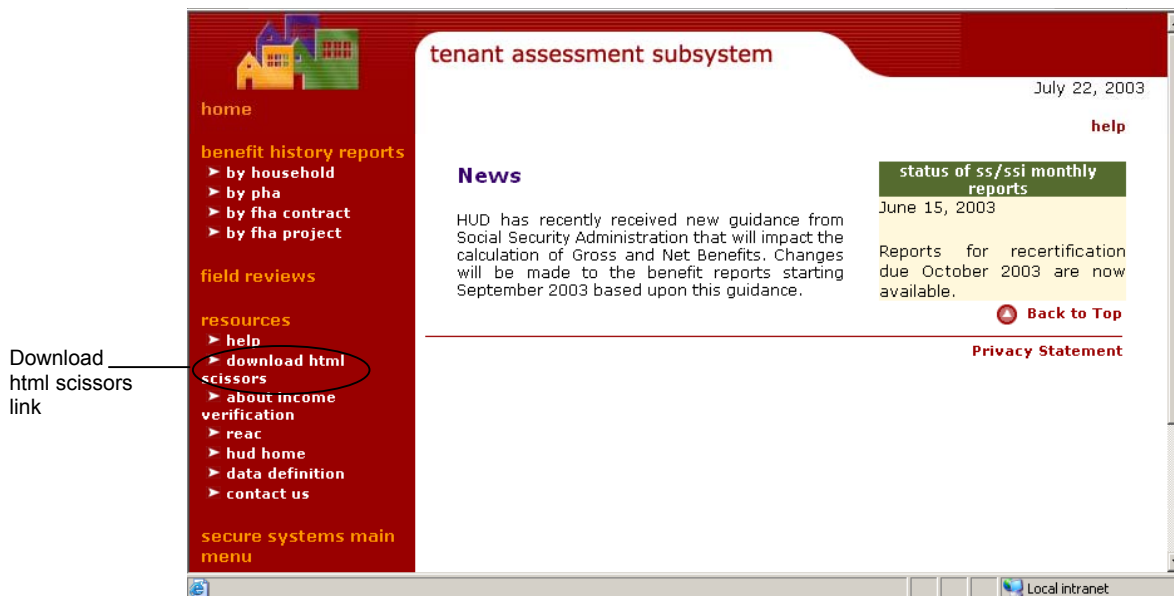 tenant assessment subsystem
July 22, 2003
help
home
benefit history reports
by household
by pha
by fha contract
by fha project
field reviews
resources
help
download html
scissors
about income
verification
reac
hud home
data definition
contact us
secure systems main
menu
Download
html scissors
link
News
HUD has recently received new guidance from
Social Security Administration that will impact the
calculation of Gross and Net Benefits. Changes
will be made to the benefit reports starting
September 2003 based upon this guidance.
status of ss/ssi monthly
reports
June 15, 2003
Reports for recertification
due October 2003 are now
available.
Back to Top
Privacy Statement
Local intranet